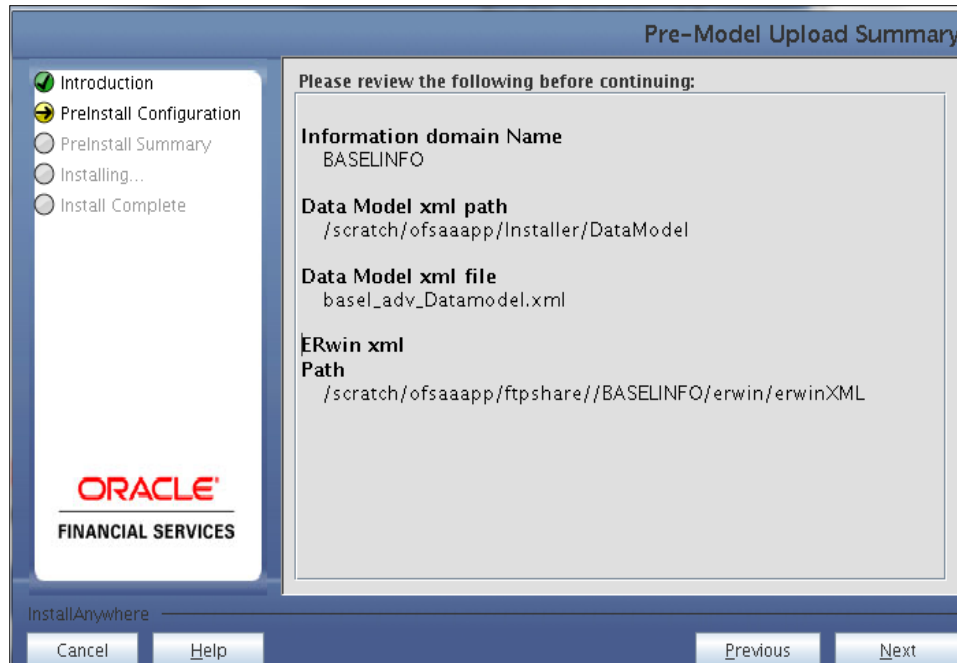 Pre-Model Upload Summary
Introduction
PreInstall Configuration
PreInstall Summary
Installing...
Install Complete
ORACLE'
FINANCIAL SERVICES
Please review the following before continuing:
Information domain Name
BASELINFO
Data Model xml path
/scratch/ofsaaapp/Installer/DataModel
Data Model xml file
basel_adv_Datamodel.xml
ERwin xml
Path
/scratch/ofsaaapp/ftpshare//BASELINFO/erwin/erwinXML
InstallAnywhere
Cancel
Help
Previous
Next